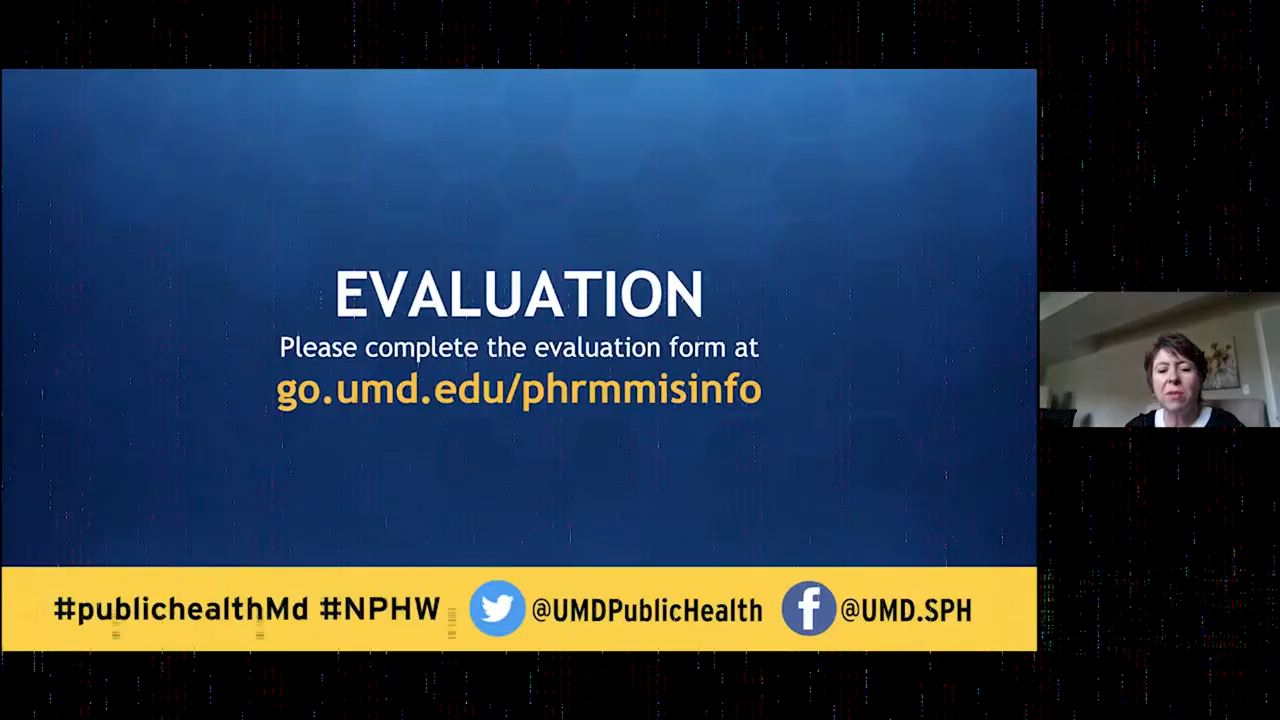 EVALUATION
Please complete the evaluation form at
go.umd.edu/phrmmisinfo
#publichealthMd #NPHW @UMDPublicHealth @UMD.SPH